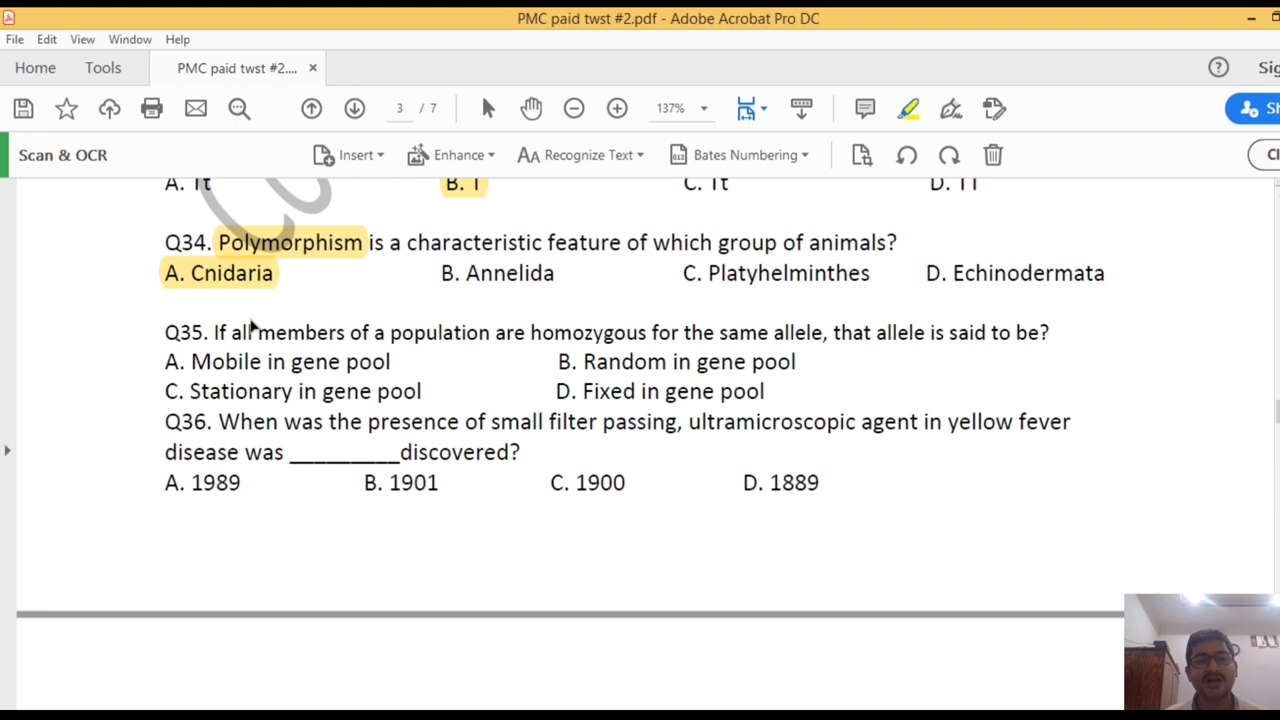 PMC paid twst #2.pdf - Adobe Acrobat Pro DC
File Edit View Window Help
Home Tools PMC paid twst #2.... × ?
3 / 7 137%
Scan & OCR Insert Enhance Recognize Text Bates Numbering
B. T C. Tt
Q34. Polymorphism is a characteristic feature of which group of animals?
A. Cnidaria B. Annelida C. Platyhelminthes D. Echinodermata
Q35. If all members of a population are homozygous for the same allele, that allele is said to be?
A. Mobile in gene pool B. Random in gene pool
C. Stationary in gene pool D. Fixed in gene pool
Q36. When was the presence of small filter passing, ultramicroscopic agent in yellow fever
disease was __________discovered?
A. 1989 B. 1901 C. 1900 D. 1889